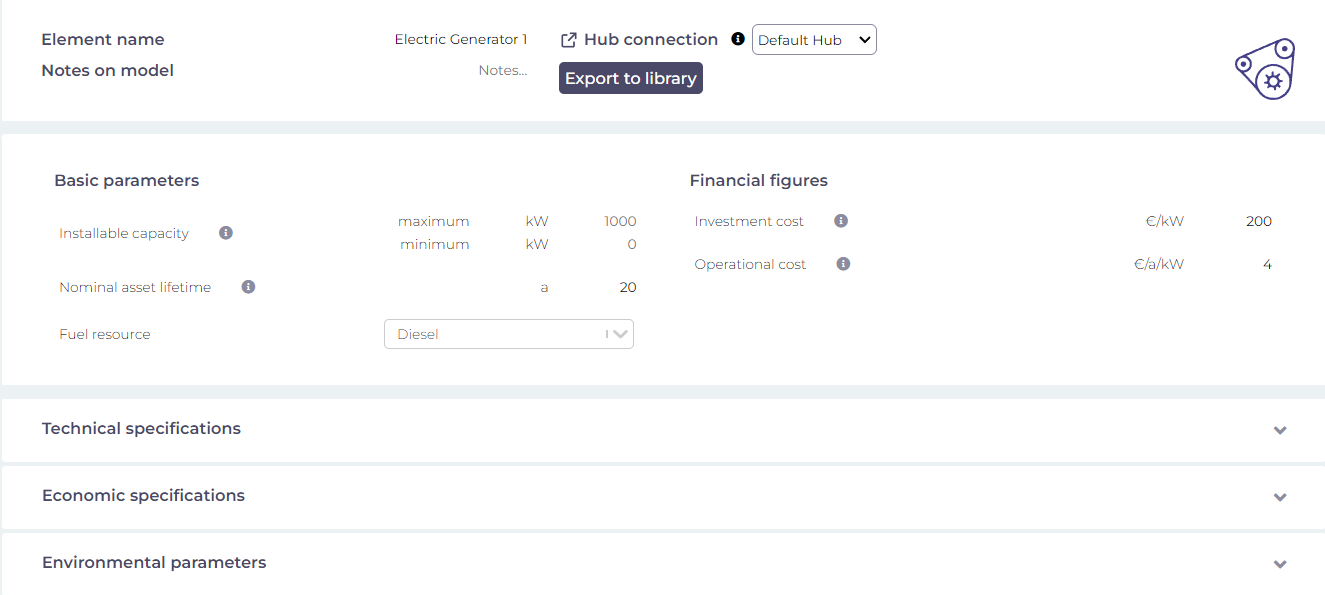 Element name
Electric Generator 1
Hub connection
Default Hub
Notes on model
Notes...
Export to library
Basic parameters
Installable capacity
maximum kW 1000
minimum kW 0
Nominal asset lifetime a 20
Fuel resource Diesel
Financial figures
Investment cost €/kW 200
Operational cost €/a/kW 4
Technical specifications
Economic specifications
Environmental parameters